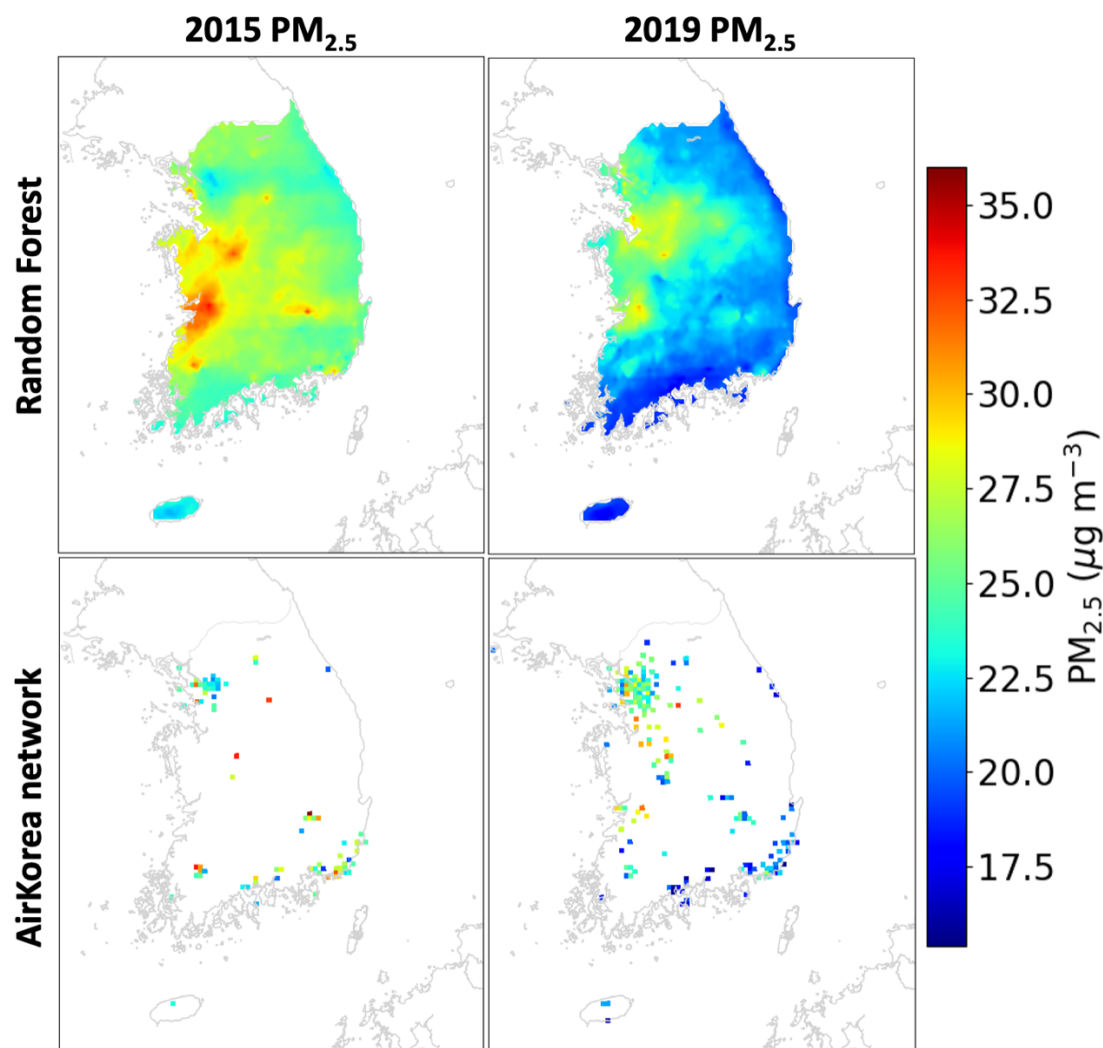 2015 PM₂.₅
2019 PM₂.₅
Random Forest
AirKorea network
35.0
32.5
30.0
27.5
25.0
22.5
20.0
17.5
PM₂.₅ (μg m⁻³)